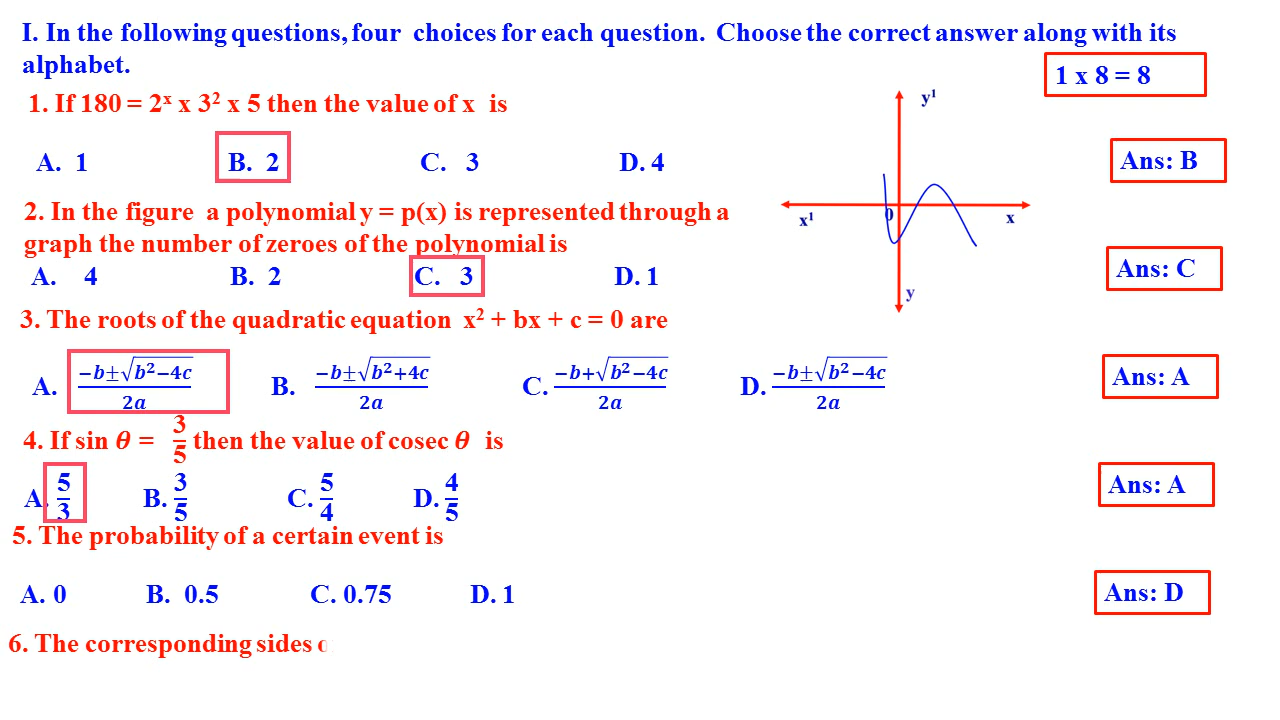 I. In the following questions, four choices for each question. Choose the correct answer along with its
alphabet.
1 x 8 = 8
1. If 180 = 2ˣ x 3² x 5 then the value of x is
A. 1 B. 2 C. 3 D. 4
Ans: B
2. In the figure a polynomial y = p(x) is represented through a
graph the number of zeroes of the polynomial is
A. 4 B. 2 C. 3 D. 1
Ans: C
y¹
x¹ 0 x
y
3. The roots of the quadratic equation x² + bx + c = 0 are
A. (−b±√(b²−4c))/2a B. (−b±√(b²+4c))/2a C. (−b+√(b²−4c))/2a D. (−b±√(b²−4c))/2a
Ans: A
4. If sin θ = 3/5 then the value of cosec θ is
A. 5/3 B. 3/5 C. 5/4 D. 4/5
Ans: A
5. The probability of a certain event is
A. 0 B. 0.5 C. 0.75 D. 1
Ans: D
6. The corresponding sides